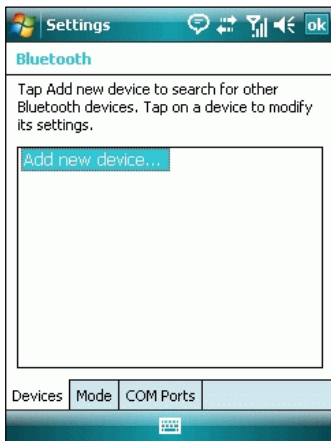 Settings
ok
Bluetooth
Tap Add new device to search for other
Bluetooth devices. Tap on a device to modify
its settings.
Add new device...
Devices Mode COM Ports